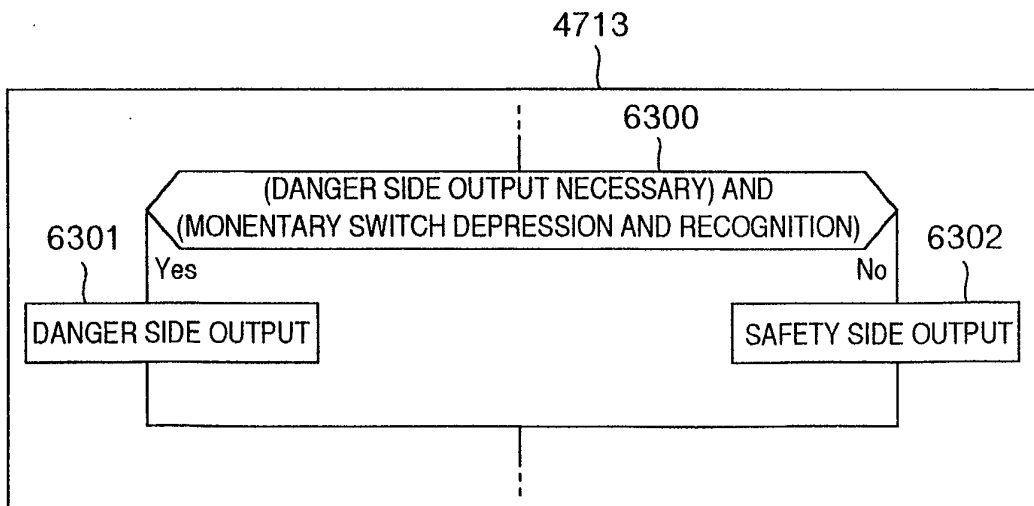 4713
6300
(DANGER SIDE OUTPUT NECESSARY) AND
(MONENTARY SWITCH DEPRESSION AND RECOGNITION)
6301
6302
Yes
No
DANGER SIDE OUTPUT
SAFETY SIDE OUTPUT